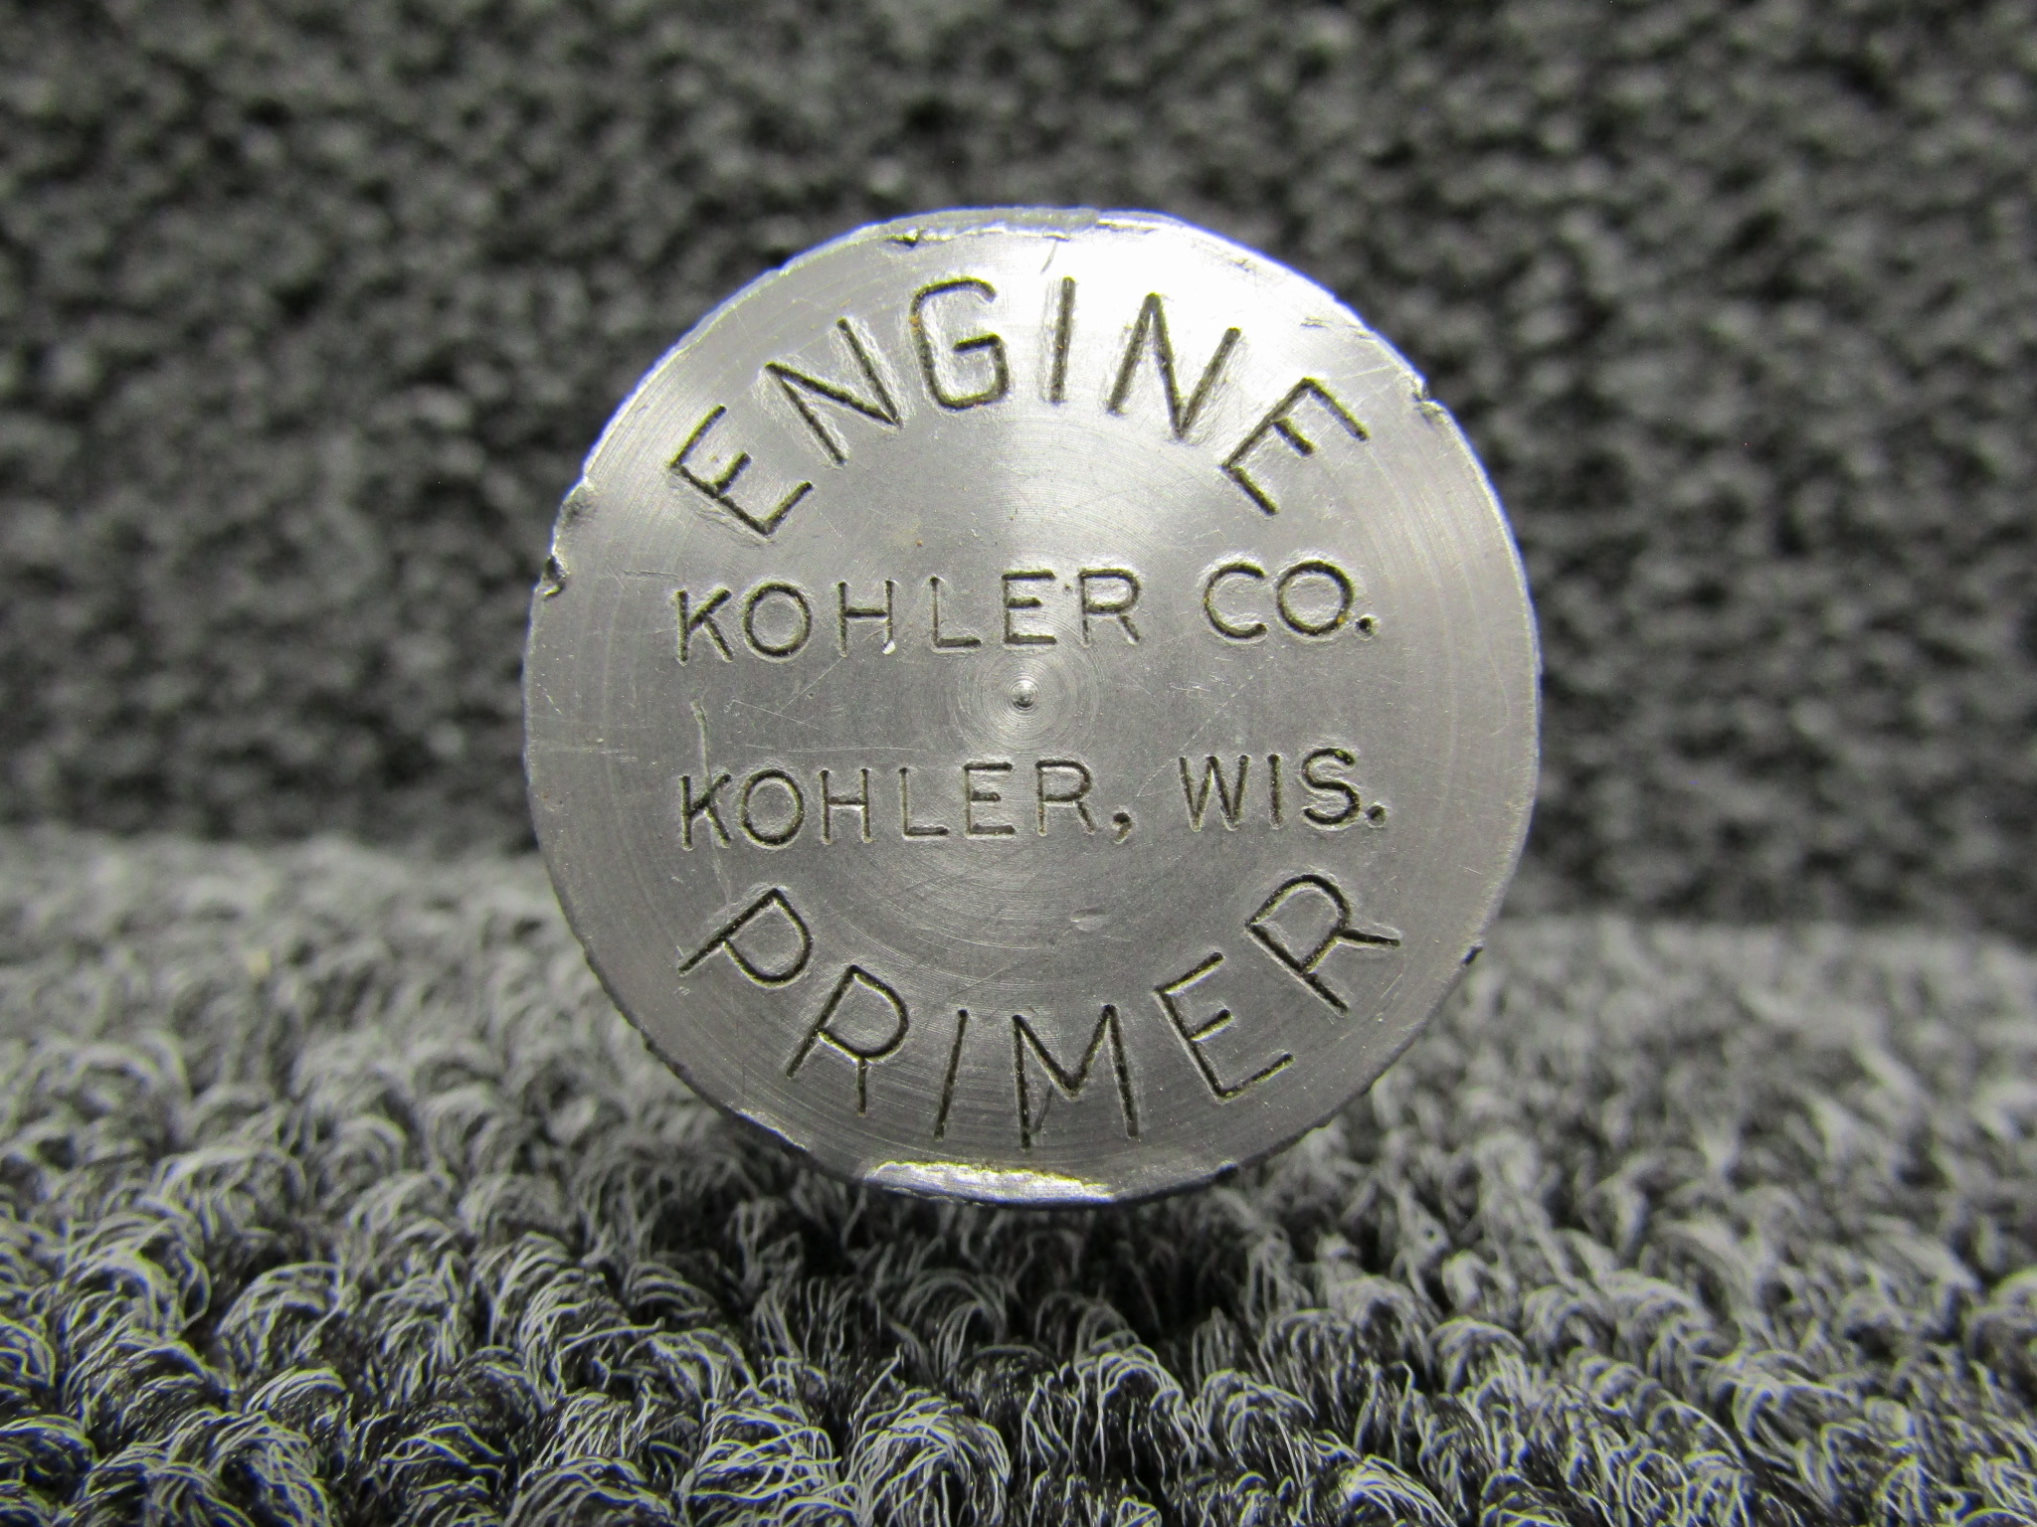 ENGINE
KOHLER CO.
KOHLER, WIS.
PRIMER